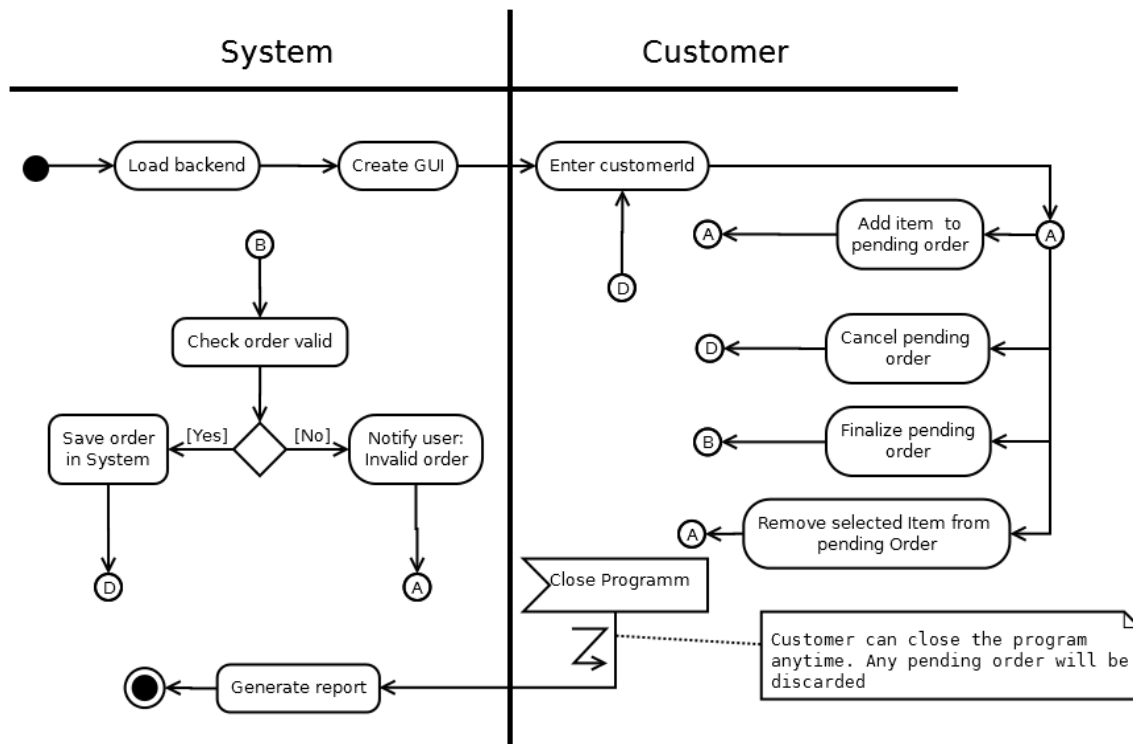 System
Customer
Load backend
Create GUI
Enter customerId
B
A
Add item  to
pending order
A
D
Check order valid
D
Cancel pending
order
[Yes]
[No]
Save order
in System
Notify user:
Invalid order
B
Finalize pending
order
A
Remove selected Item from
pending Order
D
A
Close Programm
Customer can close the program
anytime. Any pending order will be
discarded
Generate report